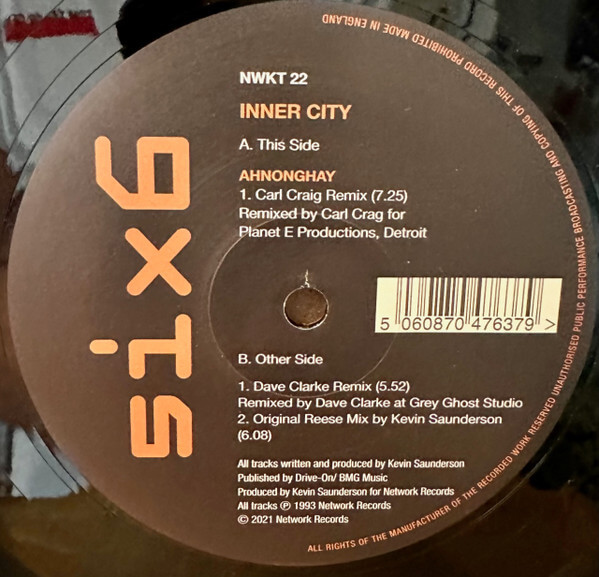 six6
NWKT 22
INNER CITY
A. This Side
AHNONGHAY
1. Carl Craig Remix (7.25)
Remixed by Carl Crag for
Planet E Productions, Detroit
5 060870 476379 >
B. Other Side
1. Dave Clarke Remix (5.52)
Remixed by Dave Clarke at Grey Ghost Studio
2. Original Reese Mix by Kevin Saunderson
(6.08)
All tracks written and produced by Kevin Saunderson
Published by Drive-On/ BMG Music
Produced by Kevin Saunderson for Network Records
All tracks ℗ 1993 Network Records
© 2021 Network Records
ALL RIGHTS OF THE MANUFACTURER OF THE RECORDED WORK RESERVED UNAUTHORISED PUBLIC PERFORMANCE BROADCASTING AND COPYING OF THIS RECORD PROHIBITED MADE IN ENGLAND